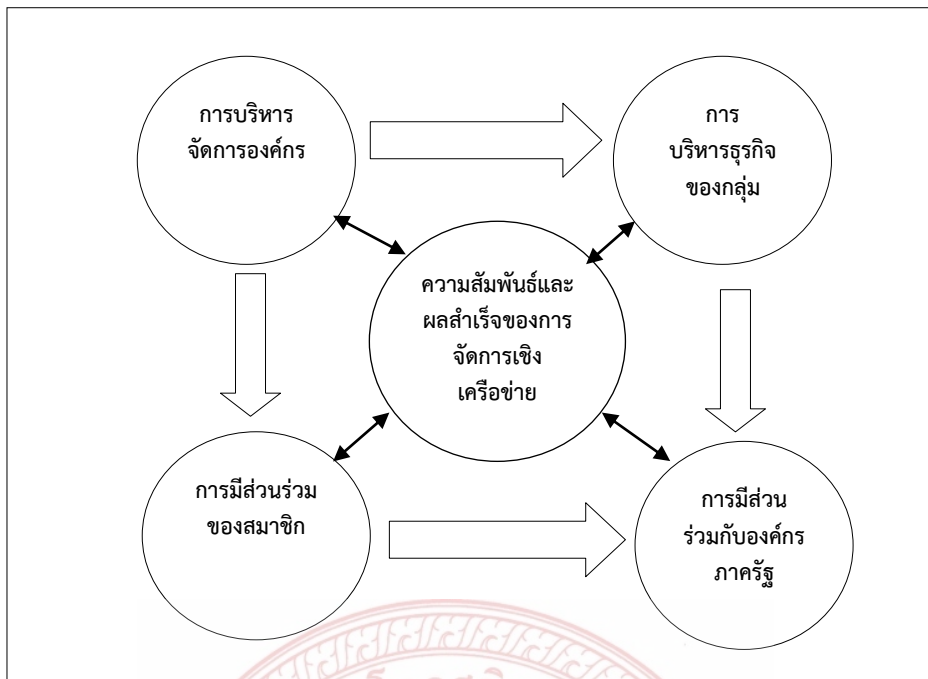 การบริหาร
จัดการองค์กร
การ
บริหารธุรกิจ
ของกลุ่ม
ความสัมพันธ์และ
ผลสำเร็จของการ
จัดการเชิง
เครือข่าย
การมีส่วนร่วม
ของสมาชิก
การมีส่วน
ร่วมกับองค์กร
ภาครัฐ